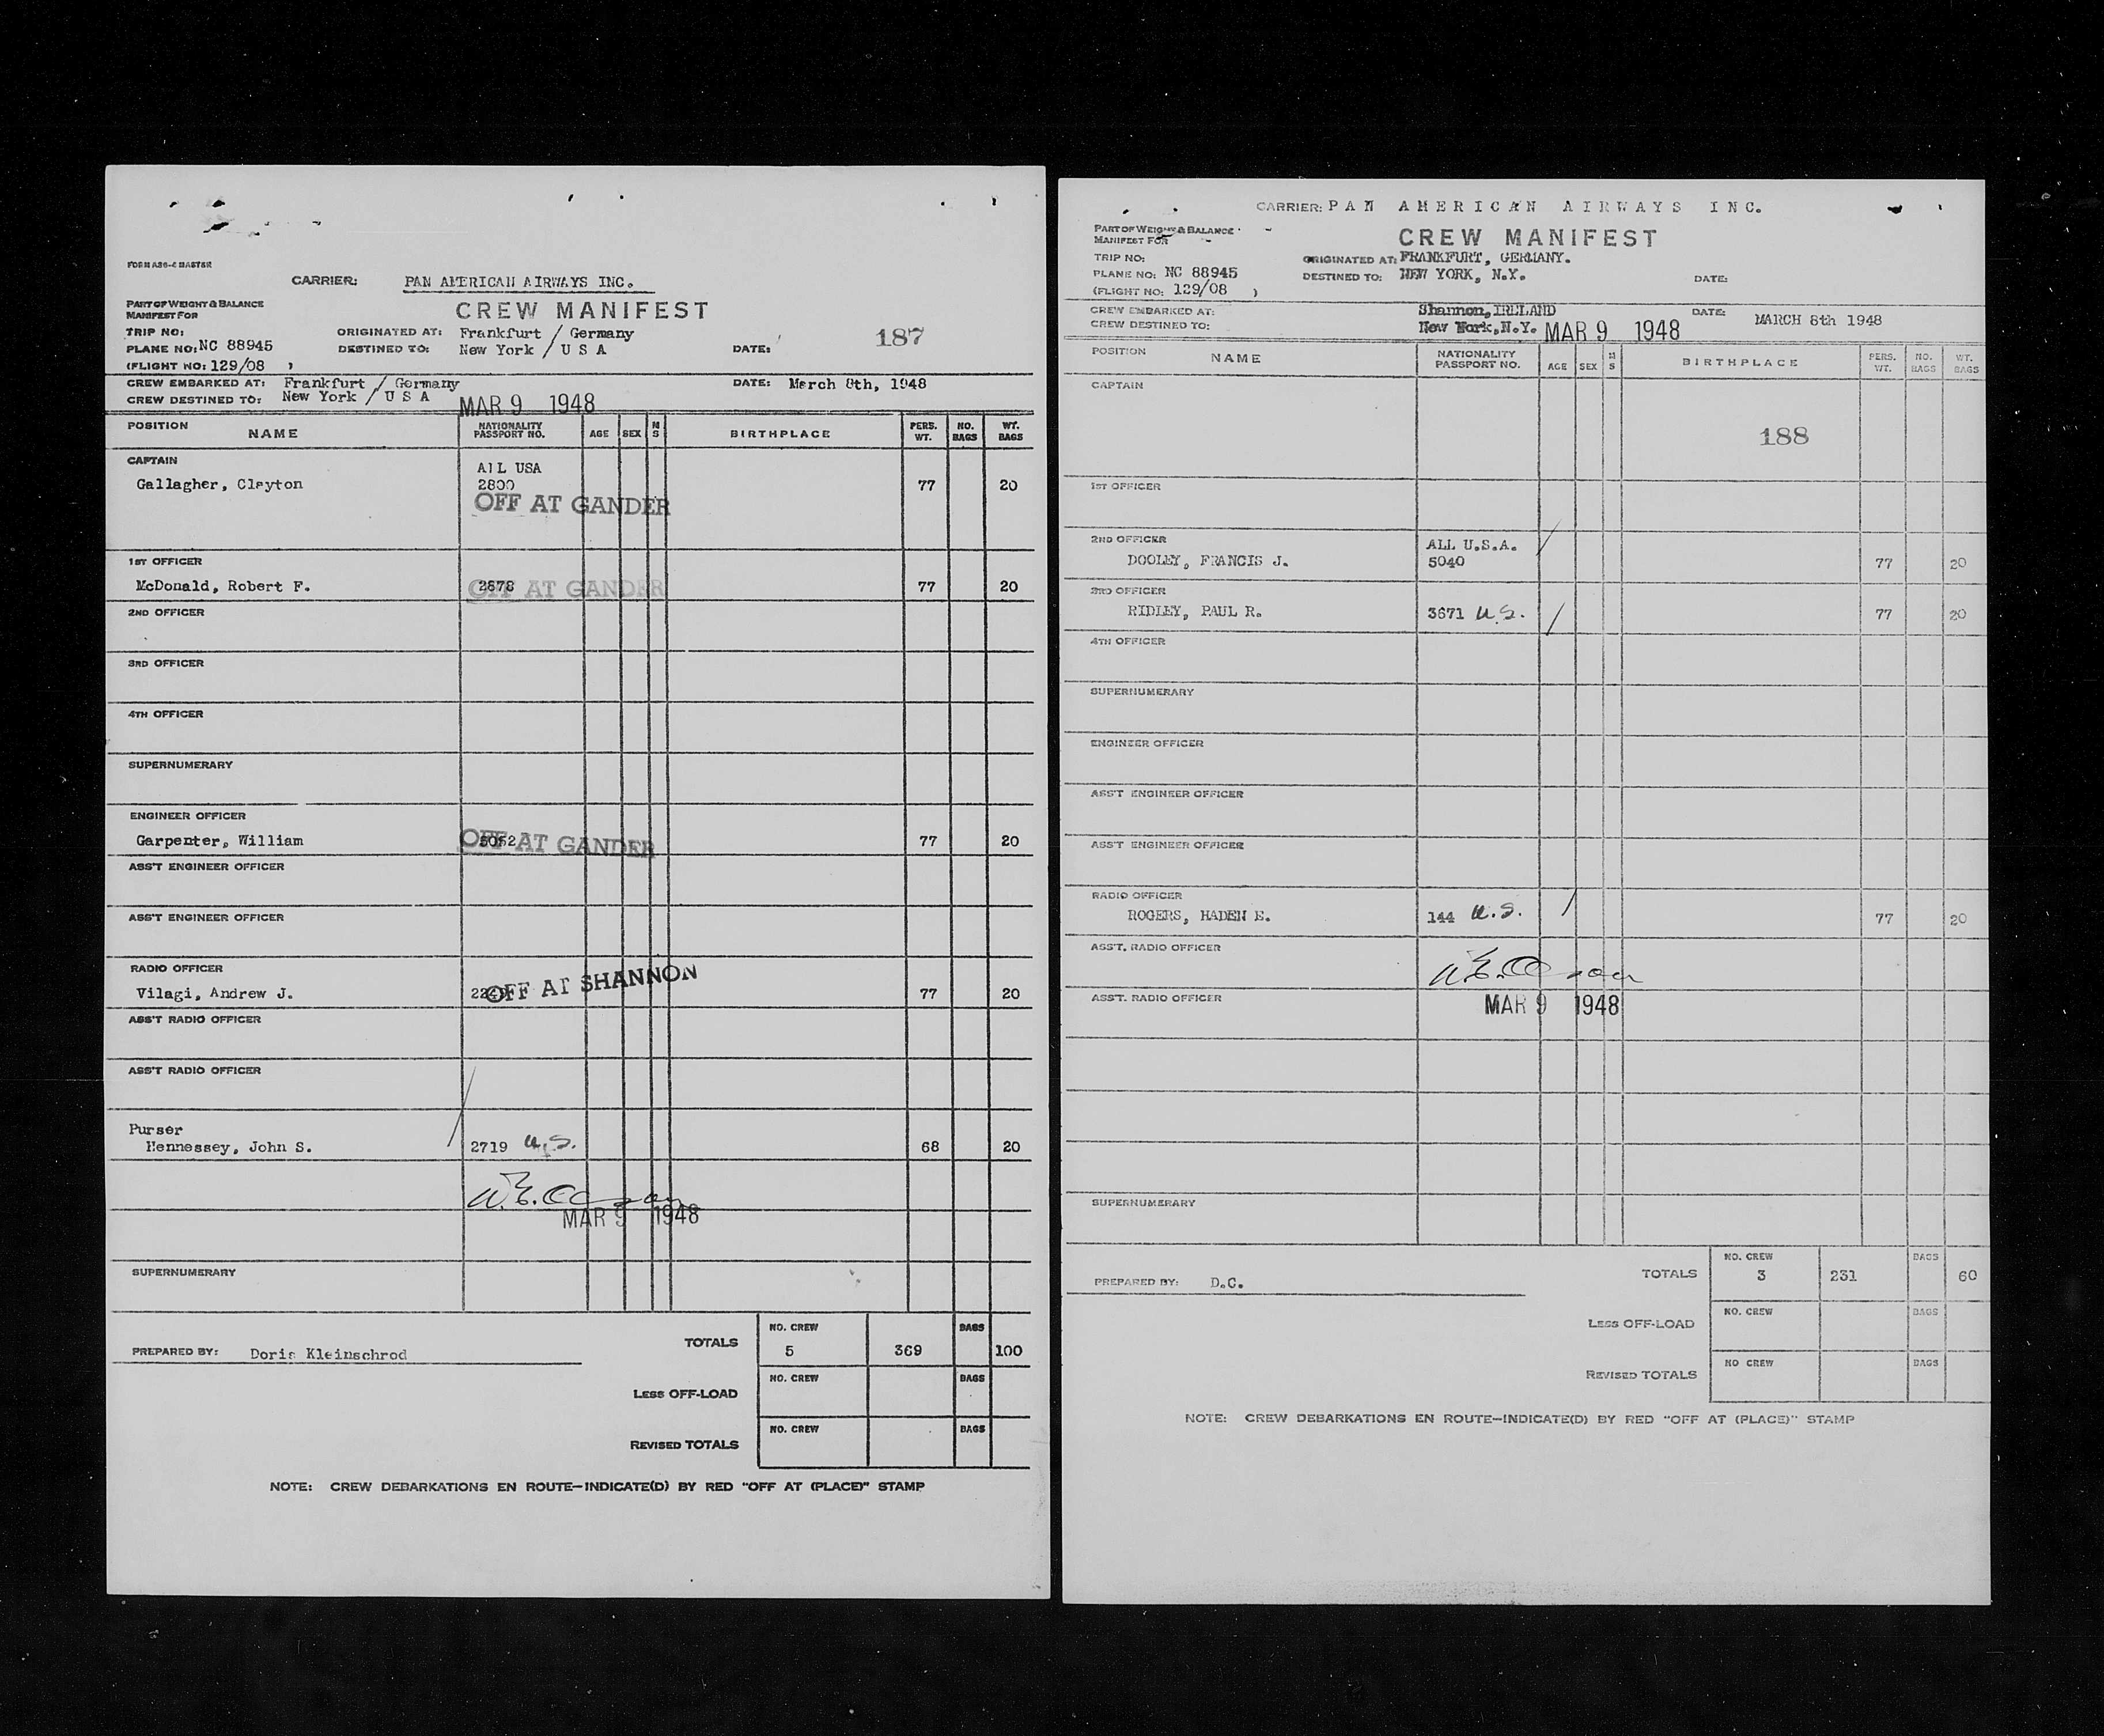 FORM A30-C MASTER
CARRIER: PAN AMERICAN AIRWAYS INC.
PART OF WEIGHT & BALANCE
MANIFEST FOR
CREW MANIFEST
TRIP NO:
ORIGINATED AT: Frankfurt / Germany
187
PLANE NO: NC 88945
DESTINED TO: New York / U S A
DATE:
(FLIGHT NO: 129/08 )
CREW EMBARKED AT: Frankfurt / Germany
DATE: March 8th, 1948
CREW DESTINED TO: New York / U S A
MAR 9 1948
POSITION NAME NATIONALITY PASSPORT NO. AGE SEX M S BIRTHPLACE PERS. WT. NO. BAGS WT. BAGS
CAPTAIN
All USA
Gallagher, Clayton 2800 77 20
OFF AT GANDER
1ST OFFICER
McDonald, Robert F. 2878 77 20
OFF AT GANDER
2ND OFFICER
3RD OFFICER
4TH OFFICER
SUPERNUMERARY
ENGINEER OFFICER
Garpenter, William 5052 77 20
OFF AT GANDER
ASS'T ENGINEER OFFICER
ASS'T ENGINEER OFFICER
RADIO OFFICER
Vilagi, Andrew J. 77 20
OFF AT SHANNON
ASS'T RADIO OFFICER
ASS'T RADIO OFFICER
Purser
Hennessey, John S. 2719 U.S. 68 20
MAR 9 1948
SUPERNUMERARY
TOTALS NO. CREW 5 369 BAGS 100
PREPARED BY: Doris Kleinschrod
LESS OFF-LOAD NO. CREW BAGS
REVISED TOTALS NO. CREW BAGS
NOTE: CREW DEBARKATIONS EN ROUTE—INDICATE(D) BY RED "OFF AT (PLACE)" STAMP
CARRIER: PAN AMERICAN AIRWAYS INC.
PART OF WEIGHT & BALANCE
MANIFEST FOR
CREW MANIFEST
TRIP NO:
ORIGINATED AT: FRANKFURT, GERMANY.
PLANE NO: NC 88945
DESTINED TO: NEW YORK, N.Y.
DATE:
(FLIGHT NO: 129/08 )
CREW EMBARKED AT: Shannon, IRELAND
DATE: MARCH 8th 1948
CREW DESTINED TO: New York, N.Y.
MAR 9 1948
POSITION NAME NATIONALITY PASSPORT NO. AGE SEX M S BIRTHPLACE PERS. WT. NO. BAGS WT. BAGS
CAPTAIN
188
1ST OFFICER
2ND OFFICER
ALL U.S.A.
DOOLEY, FRANCIS J. 5040 77 20
3RD OFFICER
RIDLEY, PAUL R. 3671 U.S. 77 20
4TH OFFICER
SUPERNUMERARY
ENGINEER OFFICER
ASS'T ENGINEER OFFICER
ASS'T ENGINEER OFFICER
RADIO OFFICER
ROGERS, HADEN E. 144 U.S. 77 20
ASS'T. RADIO OFFICER
ASS'T. RADIO OFFICER
MAR 9 1948
SUPERNUMERARY
TOTALS NO. CREW 3 231 BAGS 60
PREPARED BY: D.C.
LESS OFF-LOAD NO. CREW BAGS
REVISED TOTALS NO CREW BAGS
NOTE: CREW DEBARKATIONS EN ROUTE—INDICATE(D) BY RED "OFF AT (PLACE)" STAMP